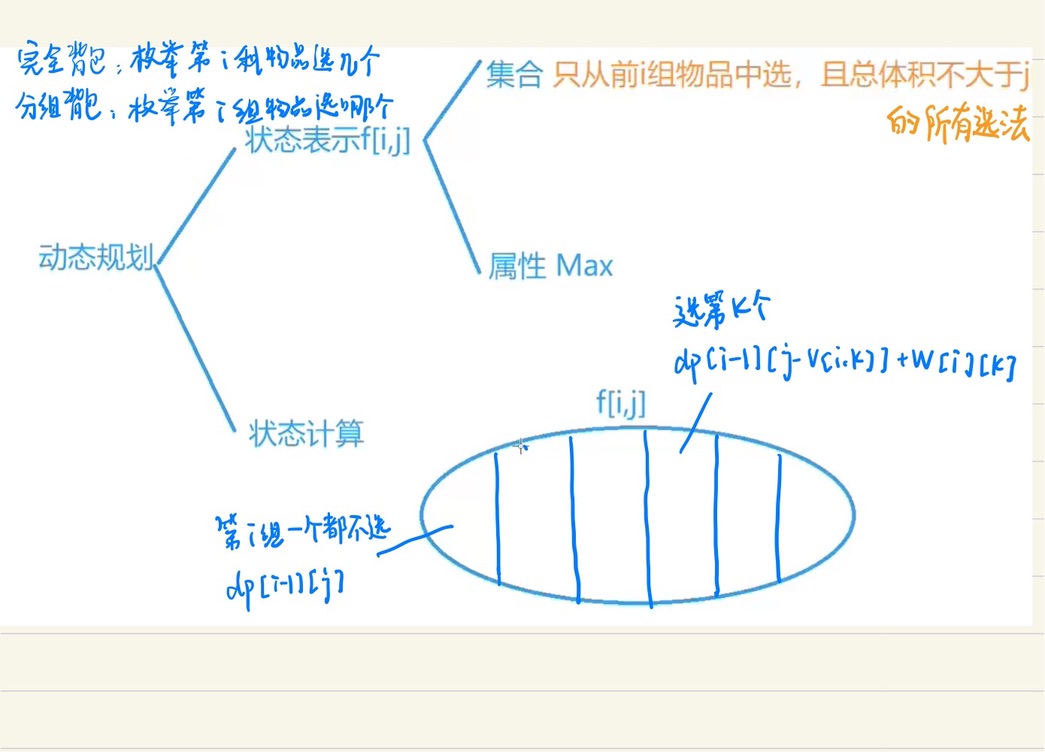 完全背包：枚举第i种物品选几个
分组背包：枚举第i组物品选哪个
集合 只从前i组物品中选，且总体积不大于j
的所有选法
状态表示f[i,j]
动态规划
属性 Max
选第K个
dp[i-1][j-V[i,K]]+W[i][K]
f[i,j]
状态计算
第i组一个都不选
dp[i-1][j]